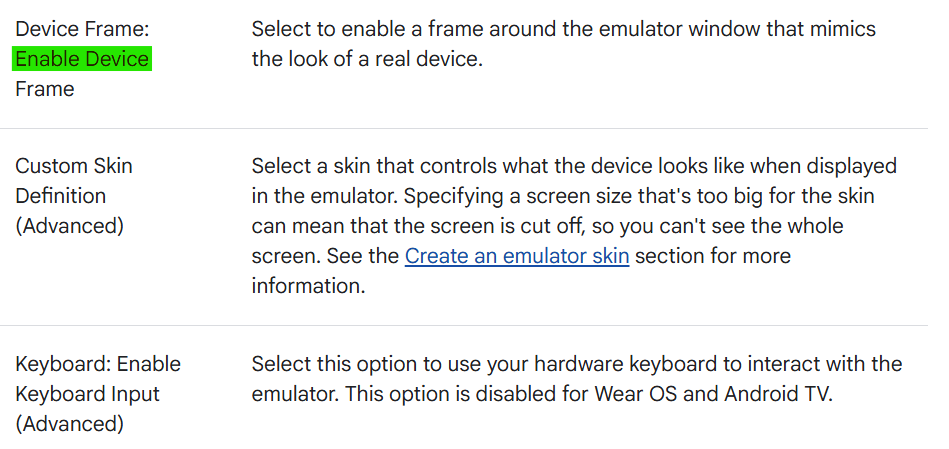 Device Frame:
Enable Device
Frame
Select to enable a frame around the emulator window that mimics
the look of a real device.
Custom Skin
Definition
(Advanced)
Select a skin that controls what the device looks like when displayed
in the emulator. Specifying a screen size that's too big for the skin
can mean that the screen is cut off, so you can't see the whole
screen. See the Create an emulator skin section for more
information.
Keyboard: Enable
Keyboard Input
(Advanced)
Select this option to use your hardware keyboard to interact with the
emulator. This option is disabled for Wear OS and Android TV.